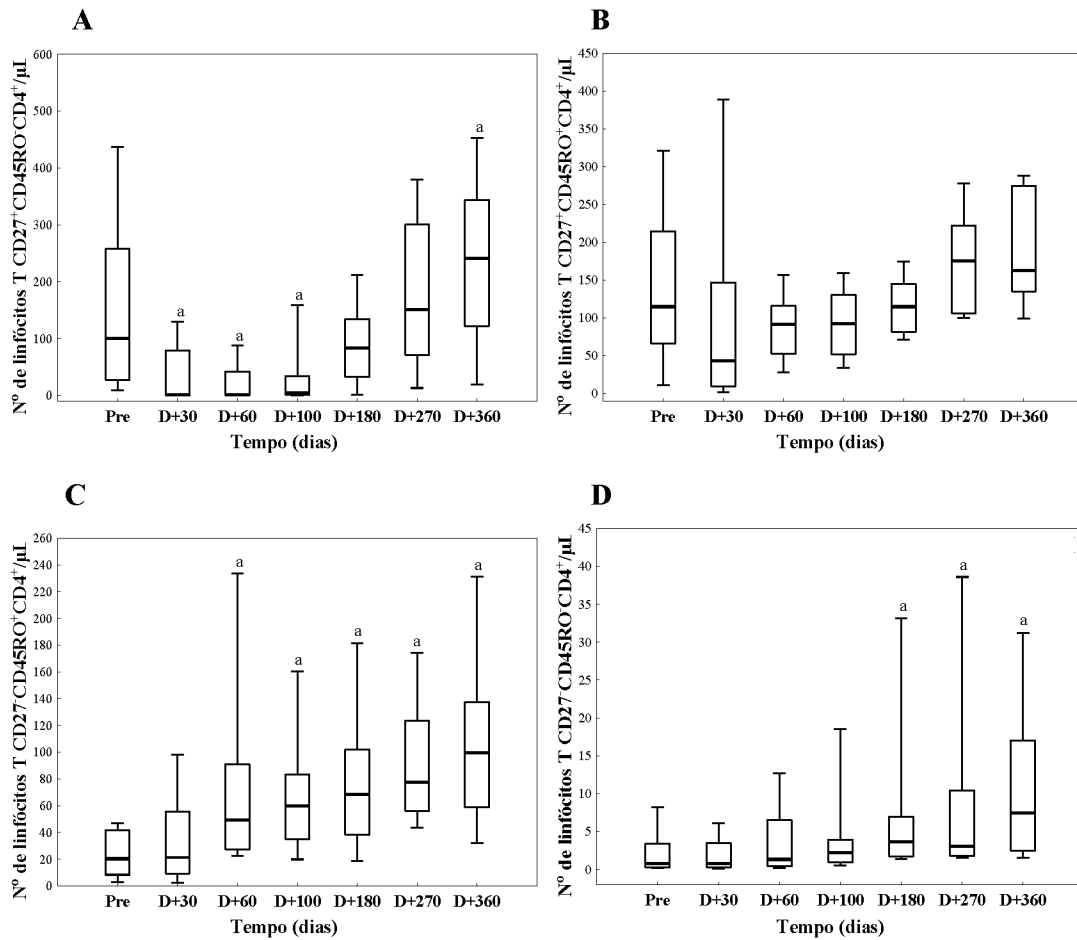 A
Nº de linfócitos T CD27⁺CD45RO⁻CD4⁺/µL
600
500
400
300
200
100
0
a
a
a
a
Pre D+30 D+60 D+100 D+180 D+270 D+360
Tempo (dias)
B
Nº de linfócitos T CD27⁺CD45RO⁺CD4⁺/µL
450
400
350
300
250
200
150
100
50
0
Pre D+30 D+60 D+100 D+180 D+270 D+360
Tempo (dias)
C
Nº de linfócitos T CD27⁻CD45RO⁺CD4⁺/µL
260
240
220
200
180
160
140
120
100
80
60
40
20
0
a
a
a
a
a
Pre D+30 D+60 D+100 D+180 D+270 D+360
Tempo (dias)
D
Nº de linfócitos T CD27⁻CD45RO⁻CD4⁺/µL
45
40
35
30
25
20
15
10
5
0
a
a
a
Pre D+30 D+60 D+100 D+180 D+270 D+360
Tempo (dias)